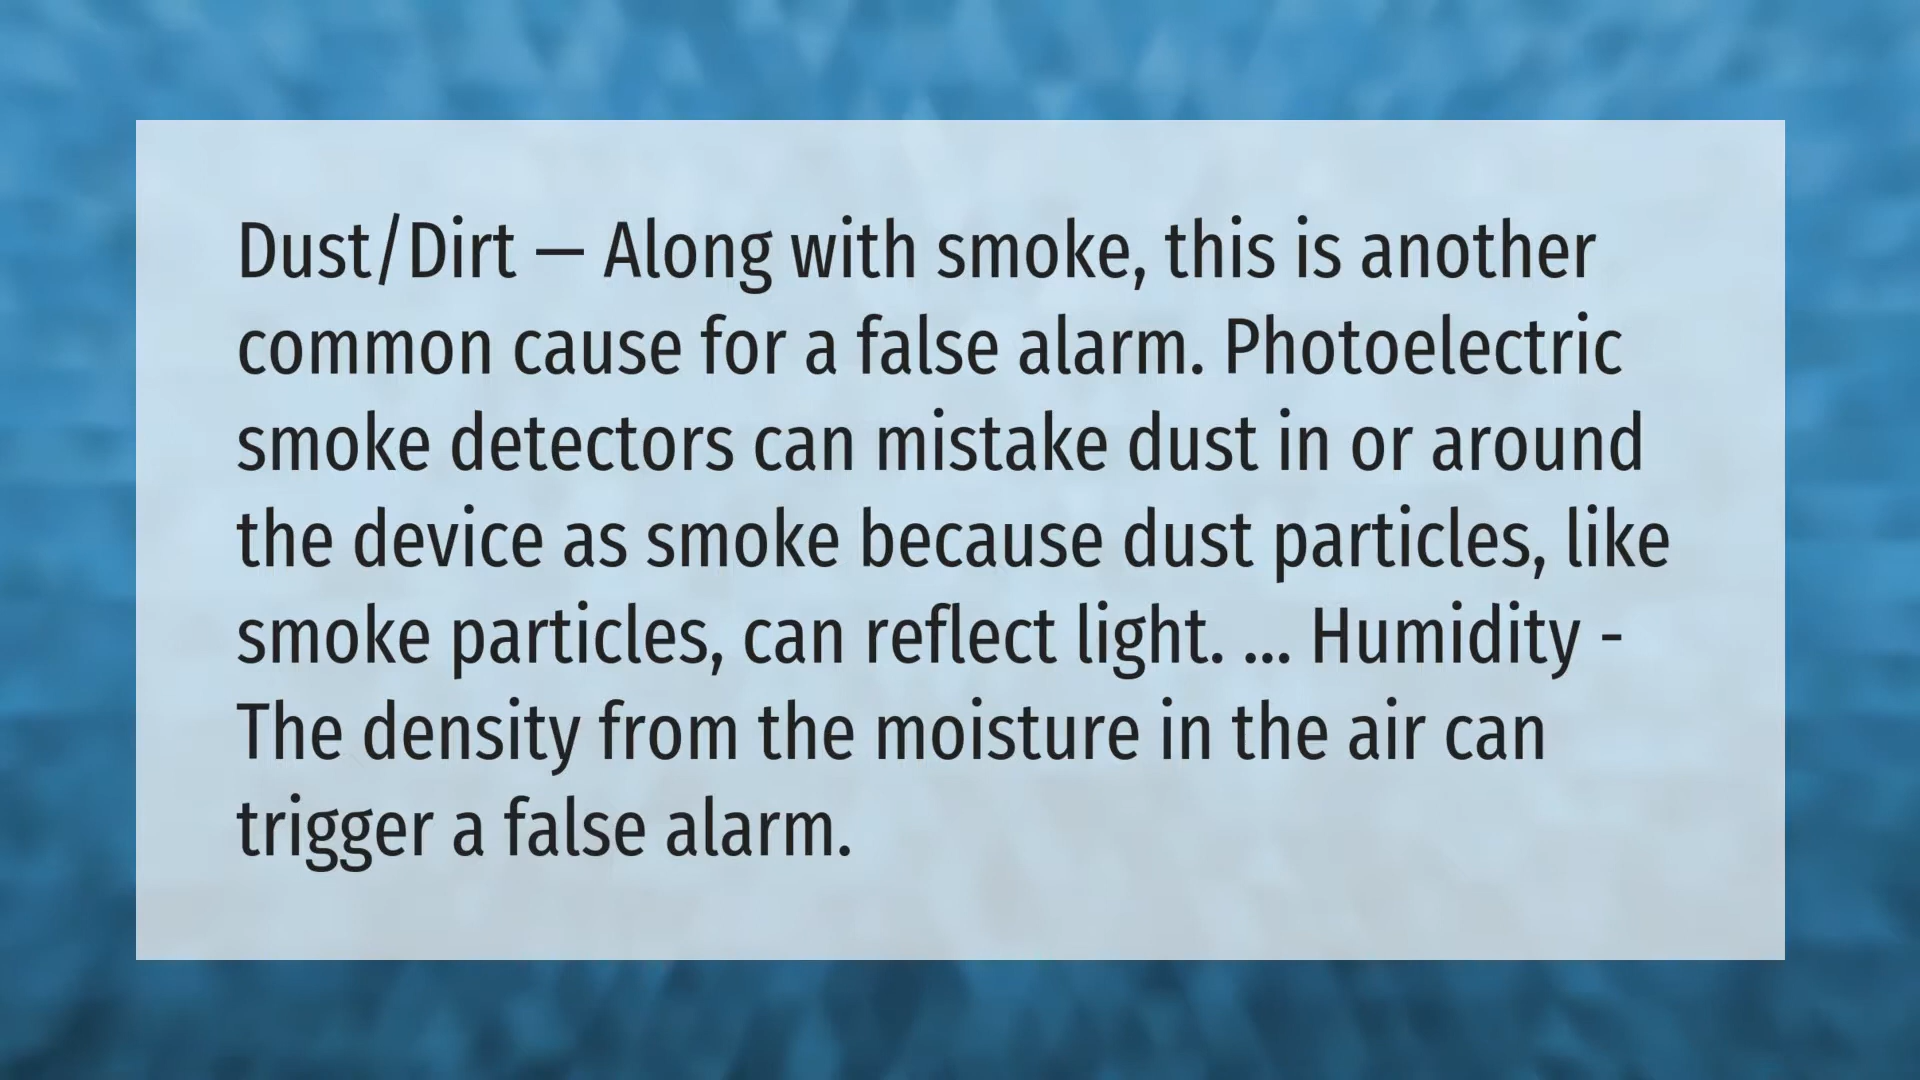 Dust/Dirt — Along with smoke, this is another
common cause for a false alarm. Photoelectric
smoke detectors can mistake dust in or around
the device as smoke because dust particles, like
smoke particles, can reflect light. ... Humidity -
The density from the moisture in the air can
trigger a false alarm.